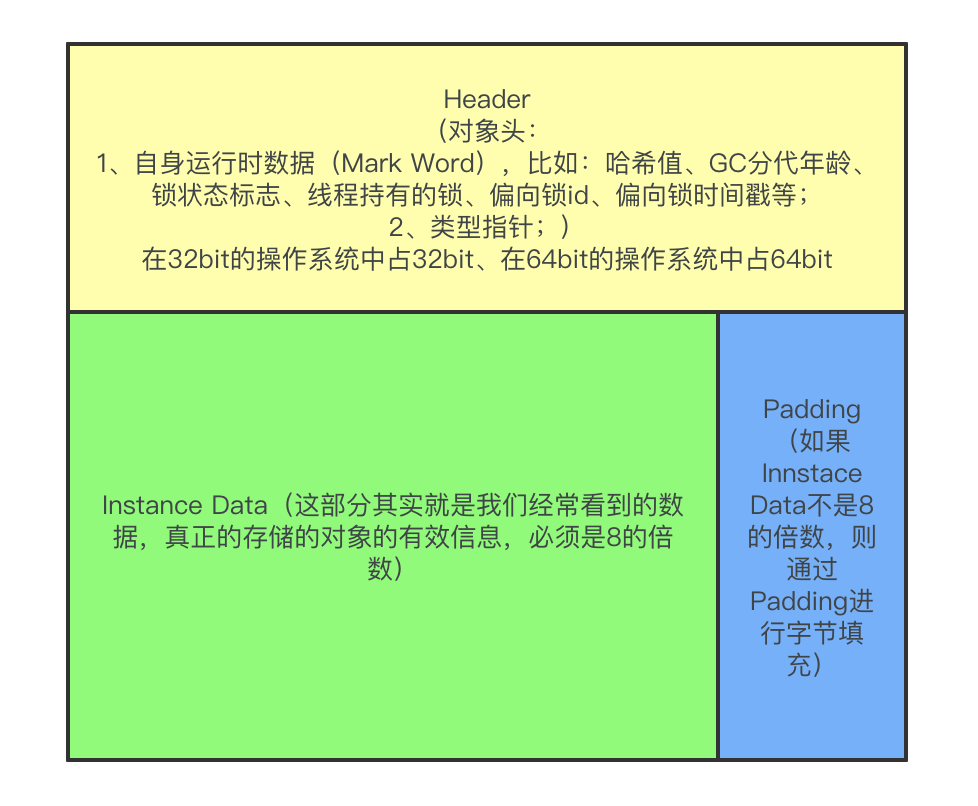 Header
（对象头：
1、自身运行时数据（Mark Word），比如：哈希值、GC分代年龄、
锁状态标志、线程持有的锁、偏向锁id、偏向锁时间戳等；
2、类型指针；）
在32bit的操作系统中占32bit、在64bit的操作系统中占64bit
Instance Data（这部分其实就是我们经常看到的数
据，真正的存储的对象的有效信息，必须是8的倍
数）
Padding
（如果
Innstace
Data不是8
的倍数，则
通过
Padding进
行字节填
充）